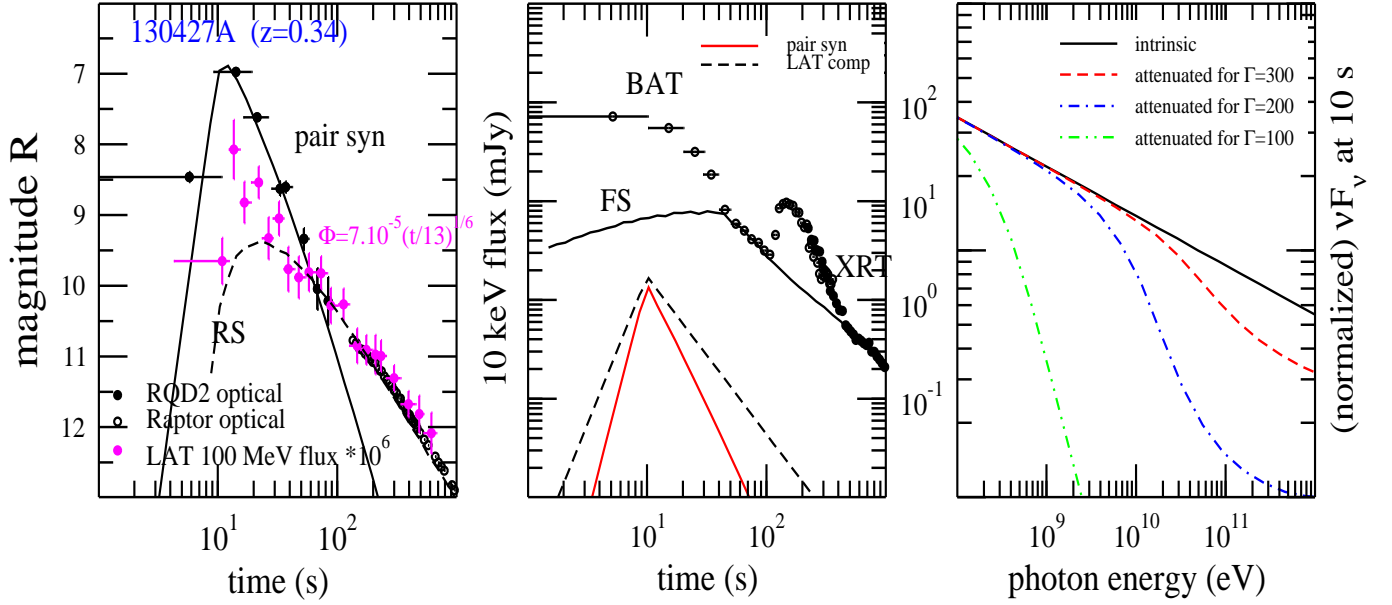 130427A (z=0.34)
pair syn
Φ=7.10⁻⁵(t/13)¹/⁶
RS
RQD2 optical
Raptor optical
LAT 100 MeV flux *10⁶
magnitude R
7
8
9
10
11
12
10¹
10²
time (s)
pair syn
LAT comp
BAT
FS
XRT
10 keV flux (mJy)
10²
10¹
10⁰
10⁻¹
10¹
10²
time (s)
intrinsic
attenuated for Γ=300
attenuated for Γ=200
attenuated for Γ=100
10⁹
10¹⁰
10¹¹
photon energy (eV)
(normalized) νF_ν at 10 s